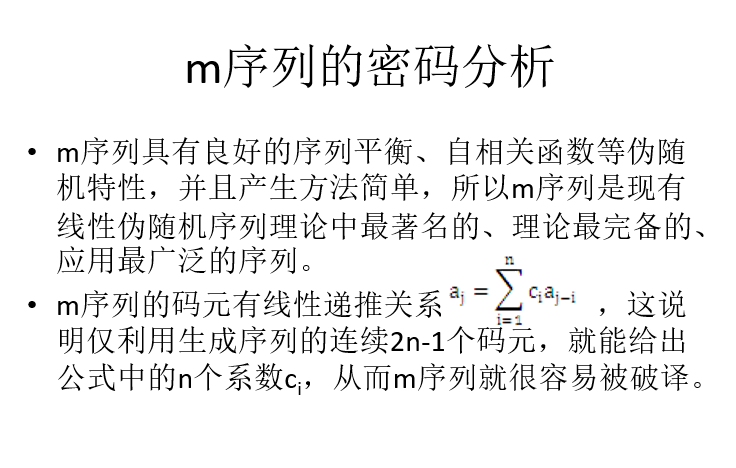 m序列的密码分析
• m序列具有良好的序列平衡、自相关函数等伪随
机特性，并且产生方法简单，所以m序列是现有
线性伪随机序列理论中最著名的、理论最完备的、
应用最广泛的序列。
• m序列的码元有线性递推关系 a_j = \sum_{i=1}^{n} c_i a_{j-i} ，这说
明仅利用生成序列的连续2n-1个码元，就能给出
公式中的n个系数c_i，从而m序列就很容易被破译。